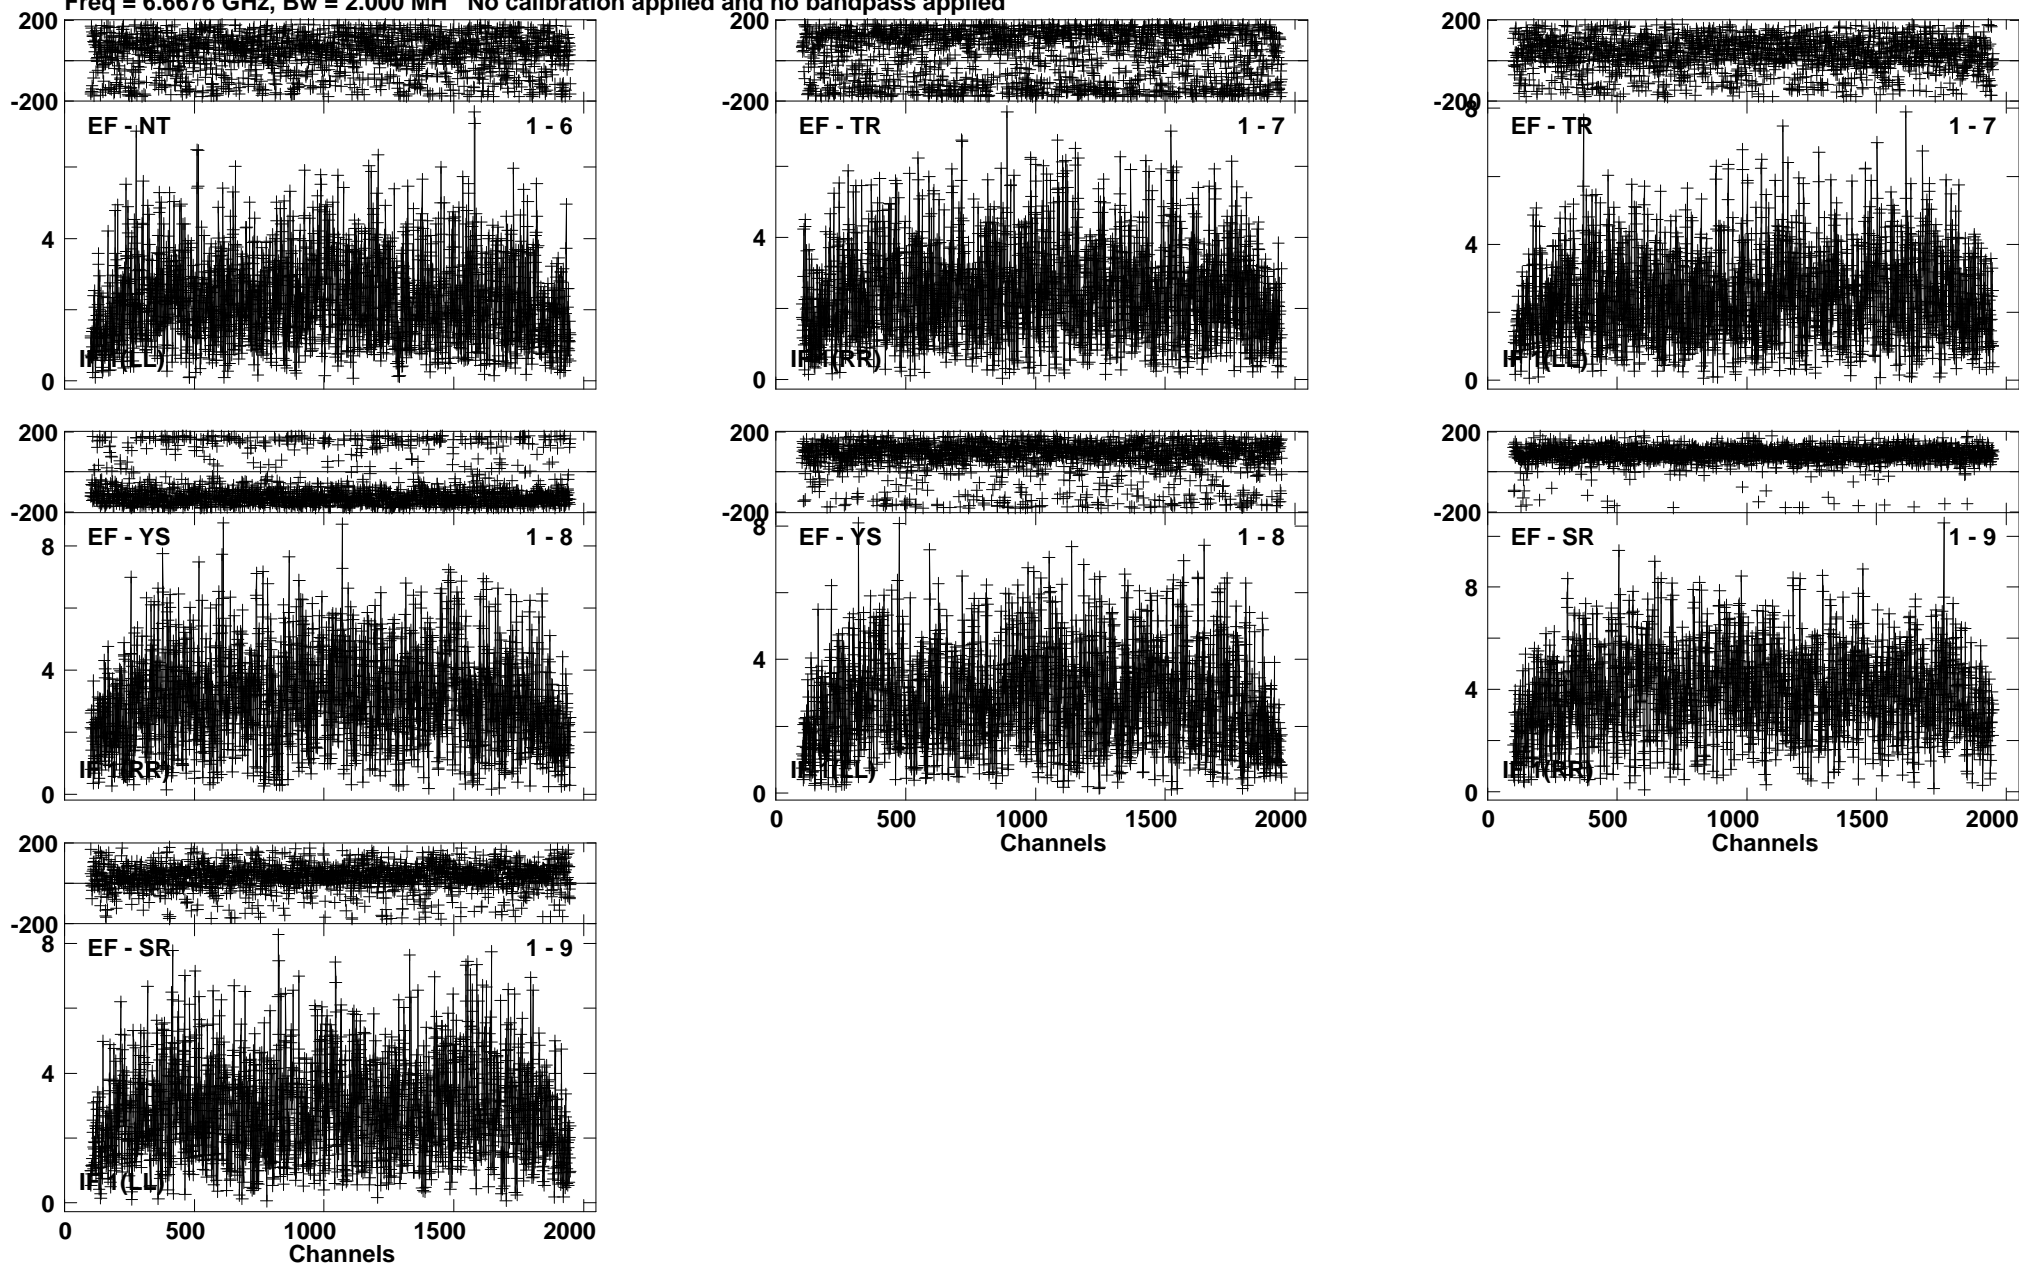 Freq = 6.6676 GHz, Bw = 2.000 MH No calibration applied and no bandpass applied
200
-200
EF - NT 1 - 6
4
0
IF 1(LL)
200
-200
EF - TR 1 - 7
4
0
IF 1(RR)
200
-200
8
EF - TR 1 - 7
4
0
IF 1(LL)
200
-200
EF - YS 1 - 8
8
4
0
IF 1(RR)
200
-200
EF - YS 1 - 8
8
4
0
IF 1(LL)
0 500 1000 1500 2000
Channels
200
-200
EF - SR 1 - 9
8
4
0
IF 1(RR)
0 500 1000 1500 2000
Channels
200
-200
EF - SR 1 - 9
8
4
0
IF 1(LL)
0 500 1000 1500 2000
Channels